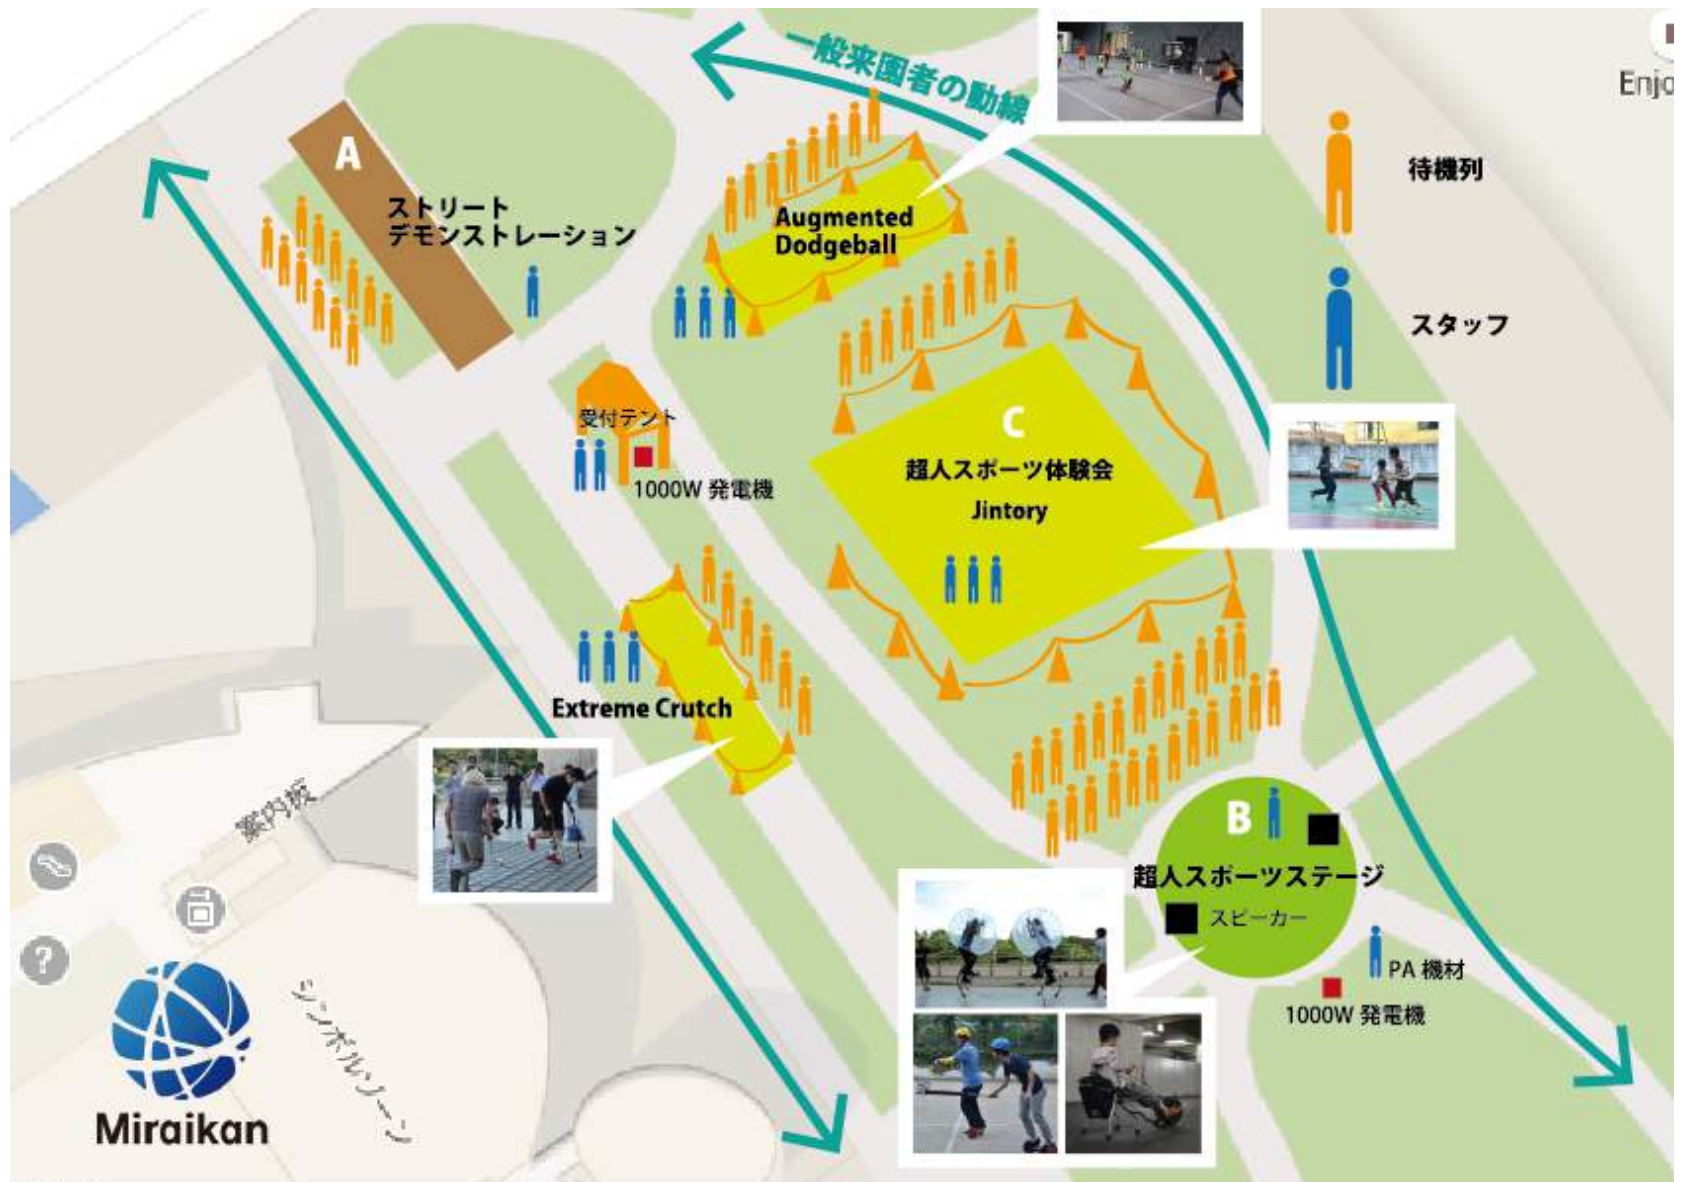 一般来園者の動線
Enjo
待機列
A
ストリート
デモンストレーション
Augmented
Dodgeball
スタッフ
受付テント
1000W 発電機
C
超人スポーツ体験会
Jintory
Extreme Crutch
案内板
B
超人スポーツステージ
スピーカー
PA 機材
1000W 発電機
?
シンボルゾーン
Miraikan